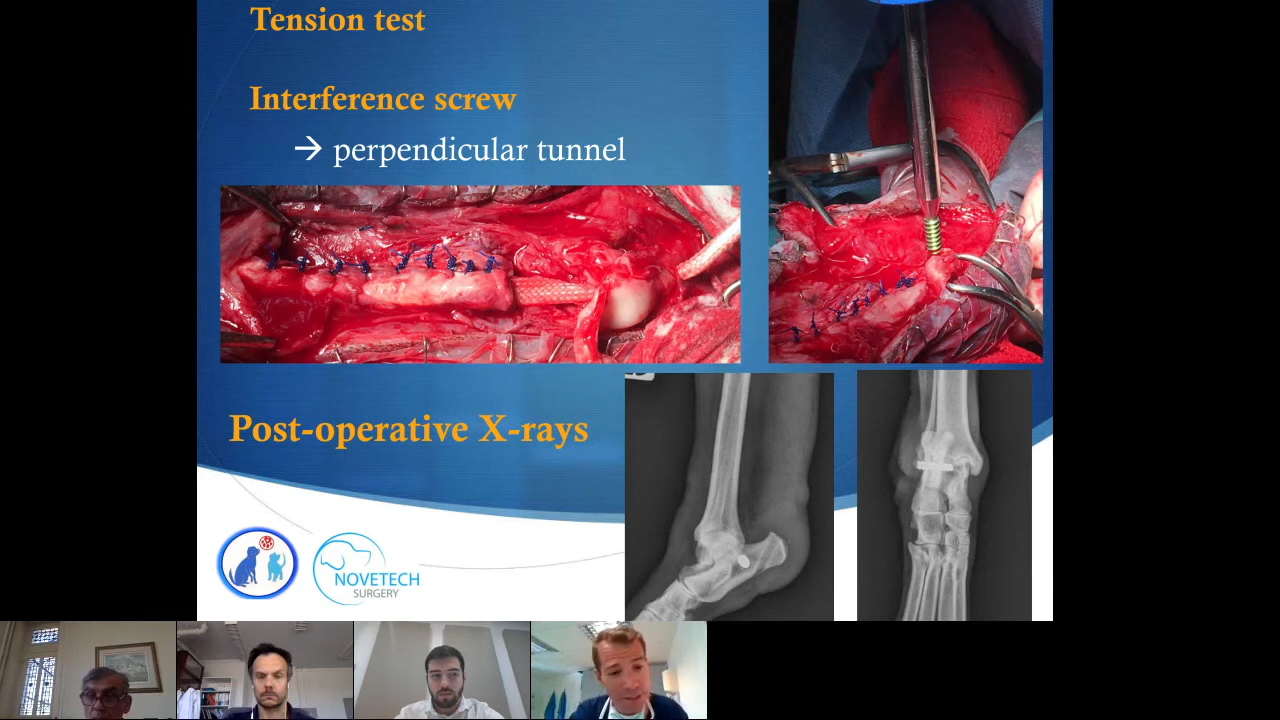 Tension test
Interference screw
→ perpendicular tunnel
Post-operative X-rays
NOVETECH
SURGERY